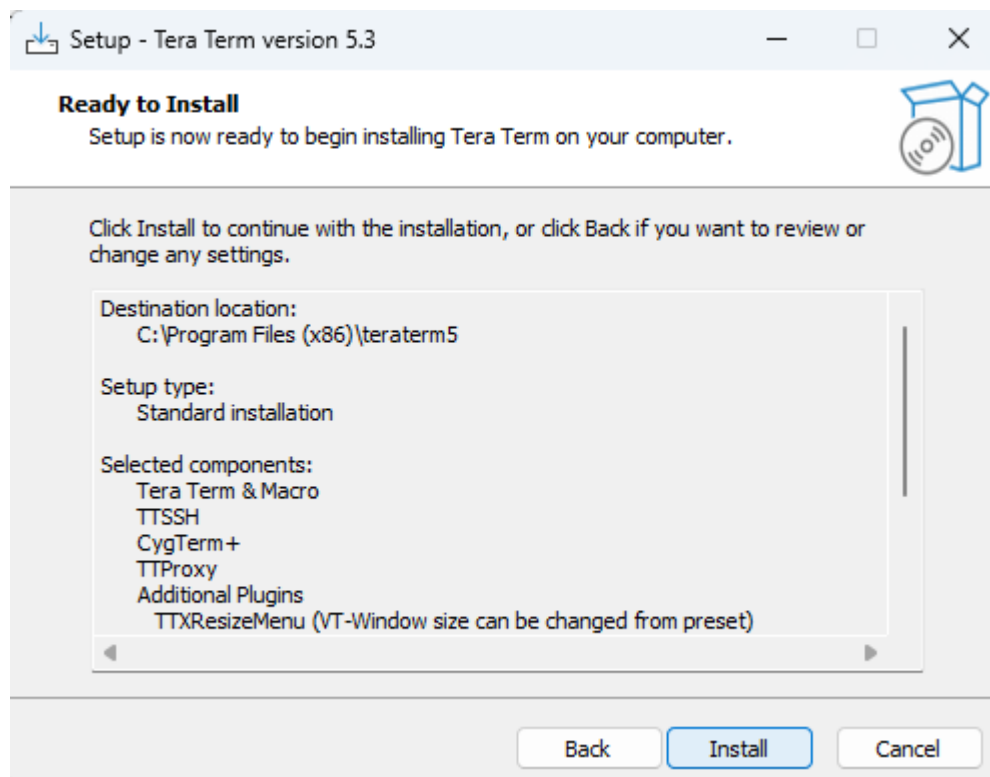 Setup - Tera Term version 5.3
Ready to Install
Setup is now ready to begin installing Tera Term on your computer.
Click Install to continue with the installation, or click Back if you want to review or
change any settings.
Destination location:
C:\Program Files (x86)\teraterm5
Setup type:
Standard installation
Selected components:
Tera Term & Macro
TTSSH
CygTerm+
TTProxy
Additional Plugins
TTXResizeMenu (VT-Window size can be changed from preset)
Back
Install
Cancel